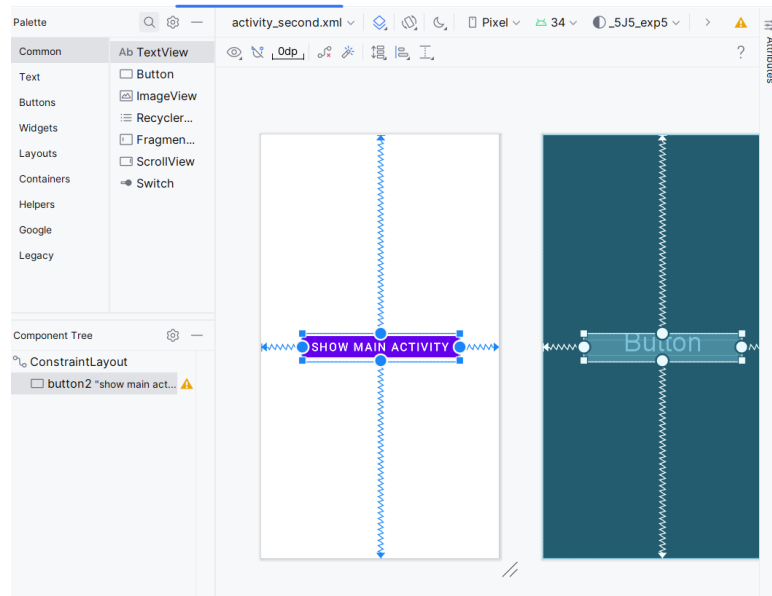 Palette
activity_second.xml
Pixel
34
_5J5_exp5
Common
Text
Buttons
Widgets
Layouts
Containers
Helpers
Google
Legacy
Ab TextView
Button
ImageView
Recycler...
Fragmen...
ScrollView
Switch
0dp
?
Attributes
SHOW MAIN ACTIVITY
Button
Component Tree
ConstraintLayout
button2 "show main act...